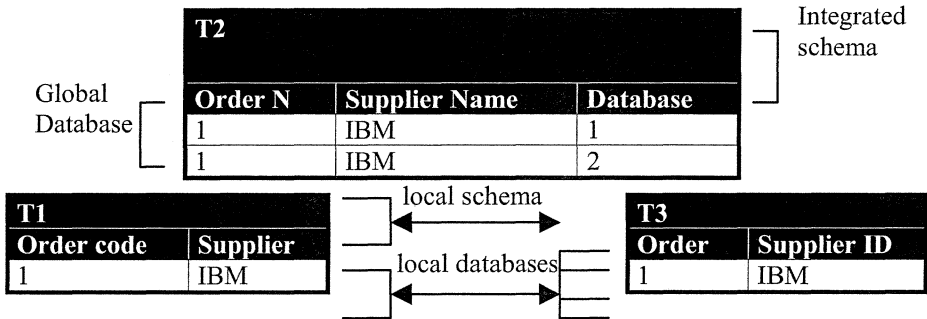 T2
Integrated
schema
Global
Database
Order N Supplier Name Database
1 IBM 1
1 IBM 2
local schema
T1
T3
Order code Supplier
Order Supplier ID
local databases
1 IBM
1 IBM